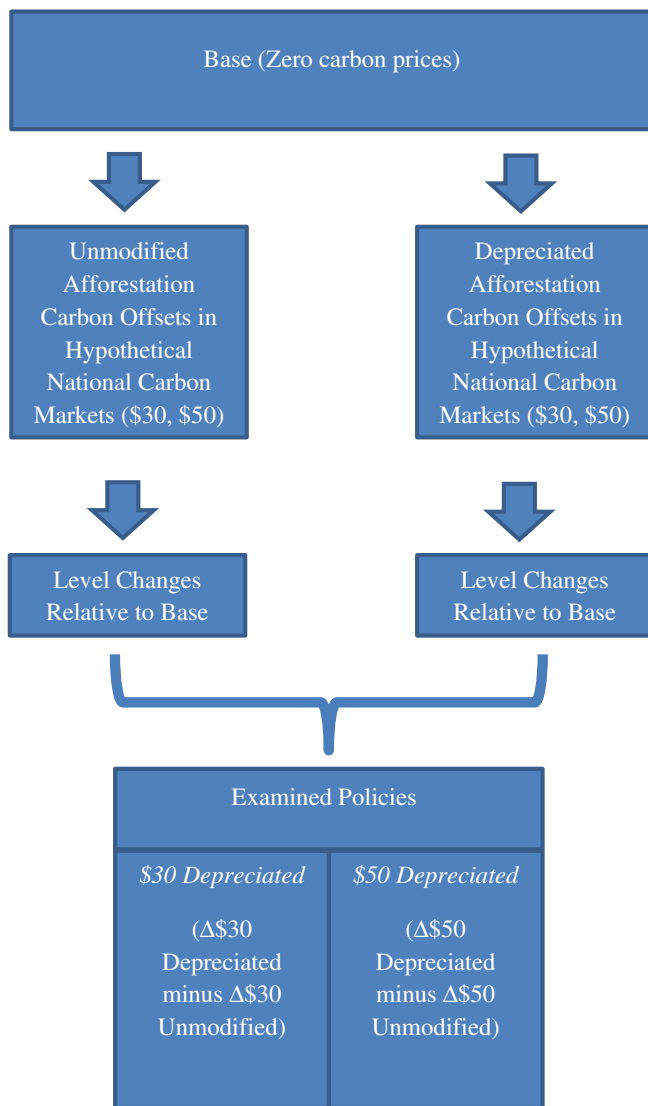 Base (Zero carbon prices)
Unmodified
Afforestation
Carbon Offsets in
Hypothetical
National Carbon
Markets ($30, $50)
Depreciated
Afforestation
Carbon Offsets in
Hypothetical
National Carbon
Markets ($30, $50)
Level Changes
Relative to Base
Level Changes
Relative to Base
Examined Policies
$30 Depreciated
(Δ$30
Depreciated
minus Δ$30
Unmodified)
$50 Depreciated
(Δ$50
Depreciated
minus Δ$50
Unmodified)